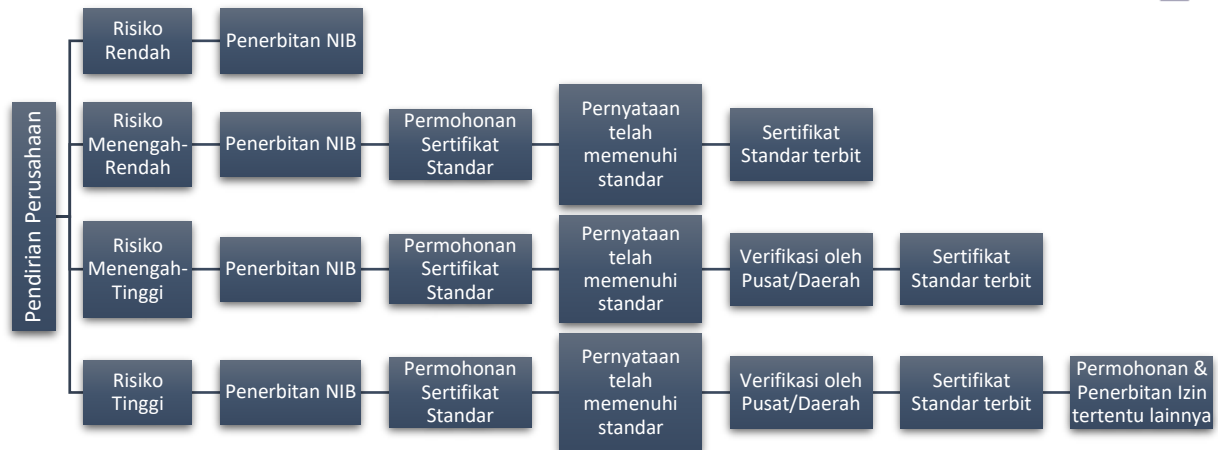 Pendirian Perusahaan
Risiko
Rendah
Penerbitan NIB
Risiko
Menengah-
Rendah
Penerbitan NIB
Permohonan
Sertifikat
Standar
Pernyataan
telah
memenuhi
standar
Sertifikat
Standar terbit
Risiko
Menengah-
Tinggi
Penerbitan NIB
Permohonan
Sertifikat
Standar
Pernyataan
telah
memenuhi
standar
Verifikasi oleh
Pusat/Daerah
Sertifikat
Standar terbit
Risiko
Tinggi
Penerbitan NIB
Permohonan
Sertifikat
Standar
Pernyataan
telah
memenuhi
standar
Verifikasi oleh
Pusat/Daerah
Sertifikat
Standar terbit
Permohonan &
Penerbitan Izin
tertentu lainnya